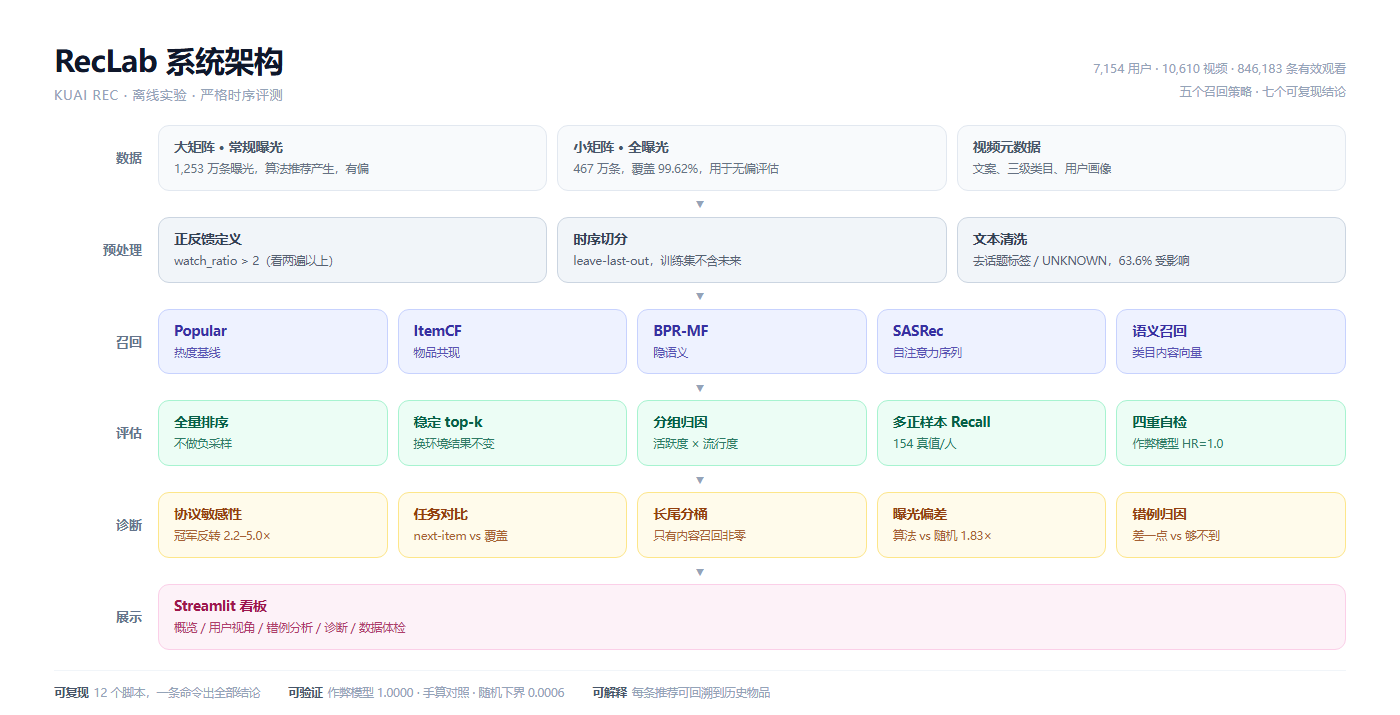 RecLab 系统架构
KUAI REC · 离线实验 · 严格时序评测
7,154 用户 · 10,610 视频 · 846,183 条有效观看
五个召回策略 · 七个可复现结论
数据
大矩阵 • 常规曝光
1,253 万条曝光，算法推荐产生，有偏
小矩阵 • 全曝光
467 万条，覆盖 99.62%，用于无偏评估
视频元数据
文案、三级类目、用户画像
▼
预处理
正反馈定义
watch_ratio > 2（看两遍以上）
时序切分
leave-last-out，训练集不含未来
文本清洗
去话题标签 / UNKNOWN，63.6% 受影响
▼
召回
Popular
热度基线
ItemCF
物品共现
BPR-MF
隐语义
SASRec
自注意力序列
语义召回
类目内容向量
▼
评估
全量排序
不做负采样
稳定 top-k
换环境结果不变
分组归因
活跃度 × 流行度
多正样本 Recall
154 真值/人
四重自检
作弊模型 HR=1.0
▼
诊断
协议敏感性
冠军反转 2.2–5.0×
任务对比
next-item vs 覆盖
长尾分桶
只有内容召回非零
曝光偏差
算法 vs 随机 1.83×
错例归因
差一点 vs 够不到
▼
展示
Streamlit 看板
概览 / 用户视角 / 错例分析 / 诊断 / 数据体检
可复现 12 个脚本，一条命令出全部结论
可验证 作弊模型 1.0000 · 手算对照 · 随机下界 0.0006
可解释 每条推荐可回溯到历史物品